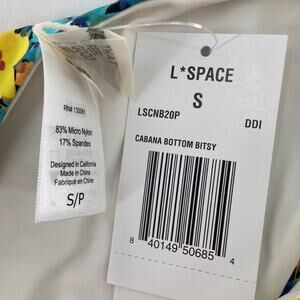 RN# 130061
83% Micro Nylon
17% Spandex
Designed in California
Made in China
Fabriqué en Chine
S/P
L*SPACE
S
LSCNB20P
DDI
CABANA BOTTOM BITSY
8 40149 50685 4